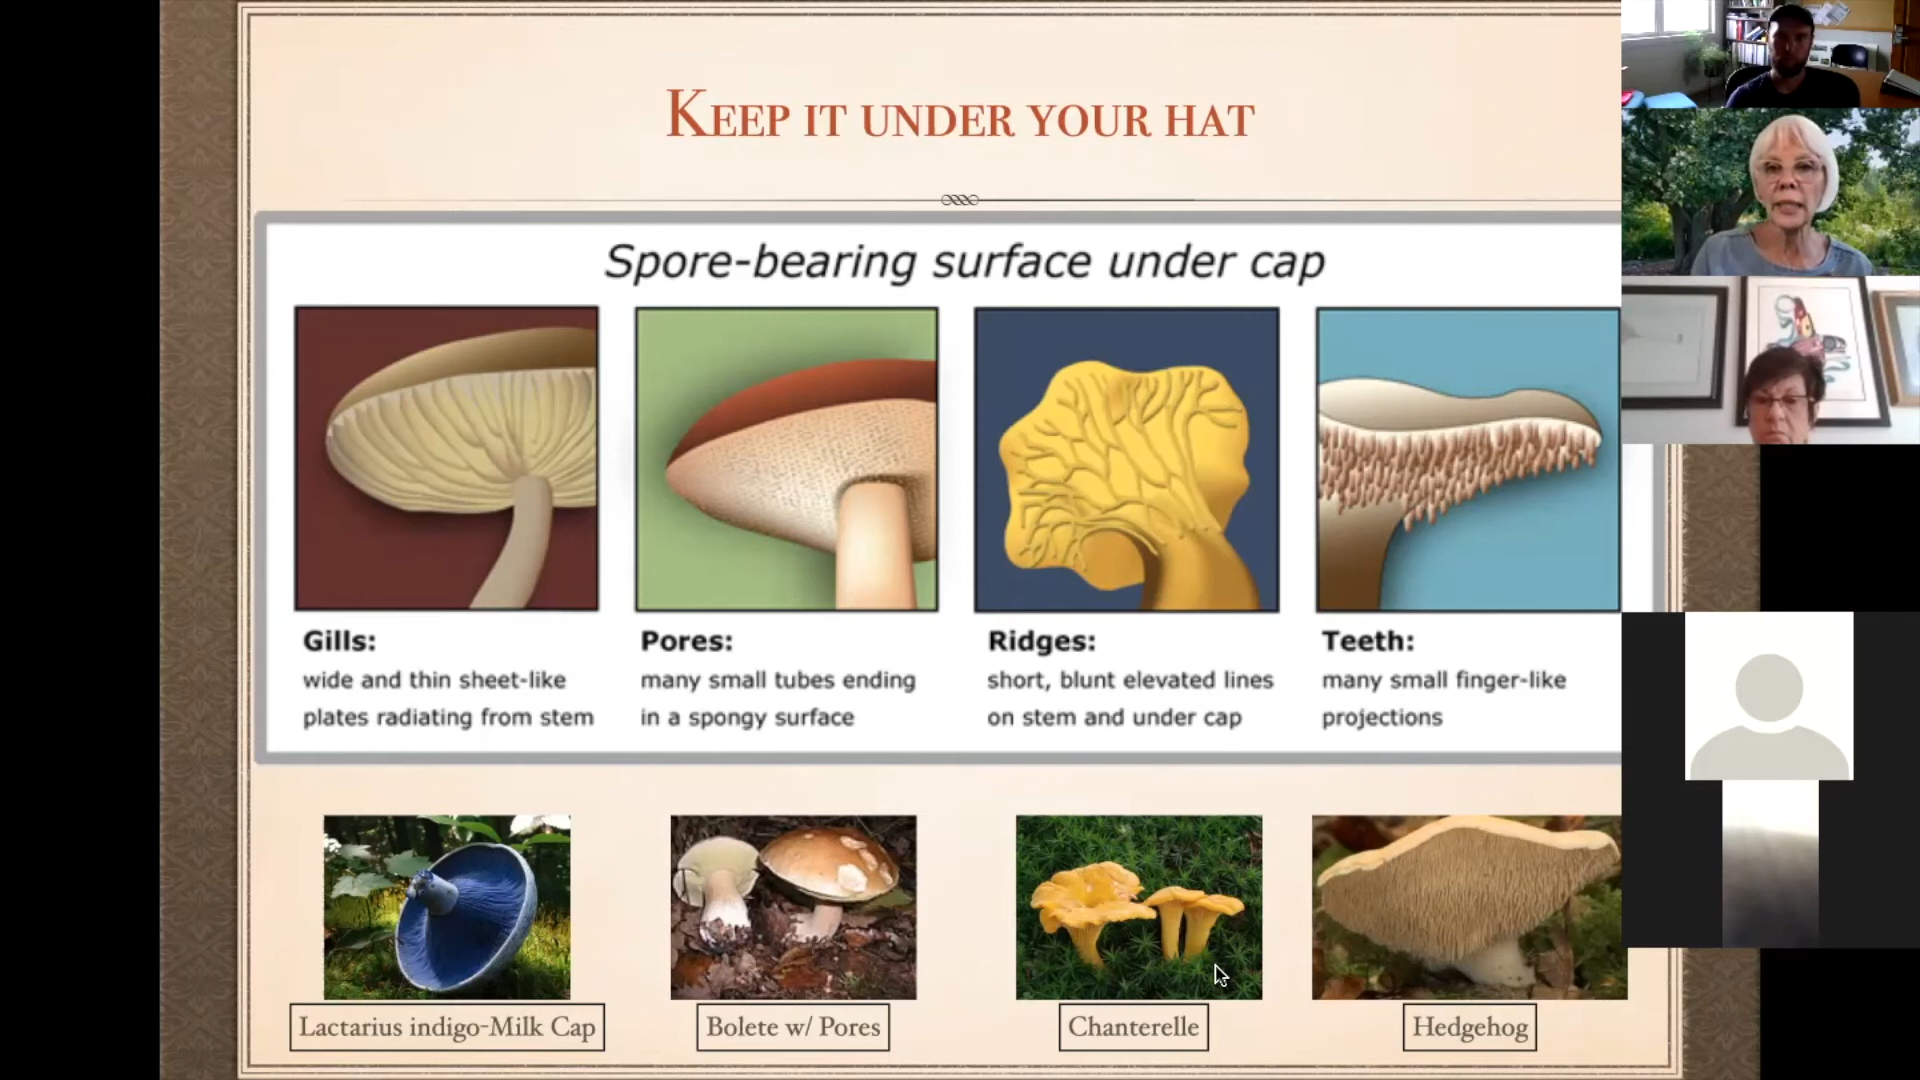 Keep it under your hat
Spore-bearing surface under cap
Gills:
wide and thin sheet-like
plates radiating from stem
Pores:
many small tubes ending
in a spongy surface
Ridges:
short, blunt elevated lines
on stem and under cap
Teeth:
many small finger-like
projections
Lactarius indigo-Milk Cap
Bolete w/ Pores
Chanterelle
Hedgehog